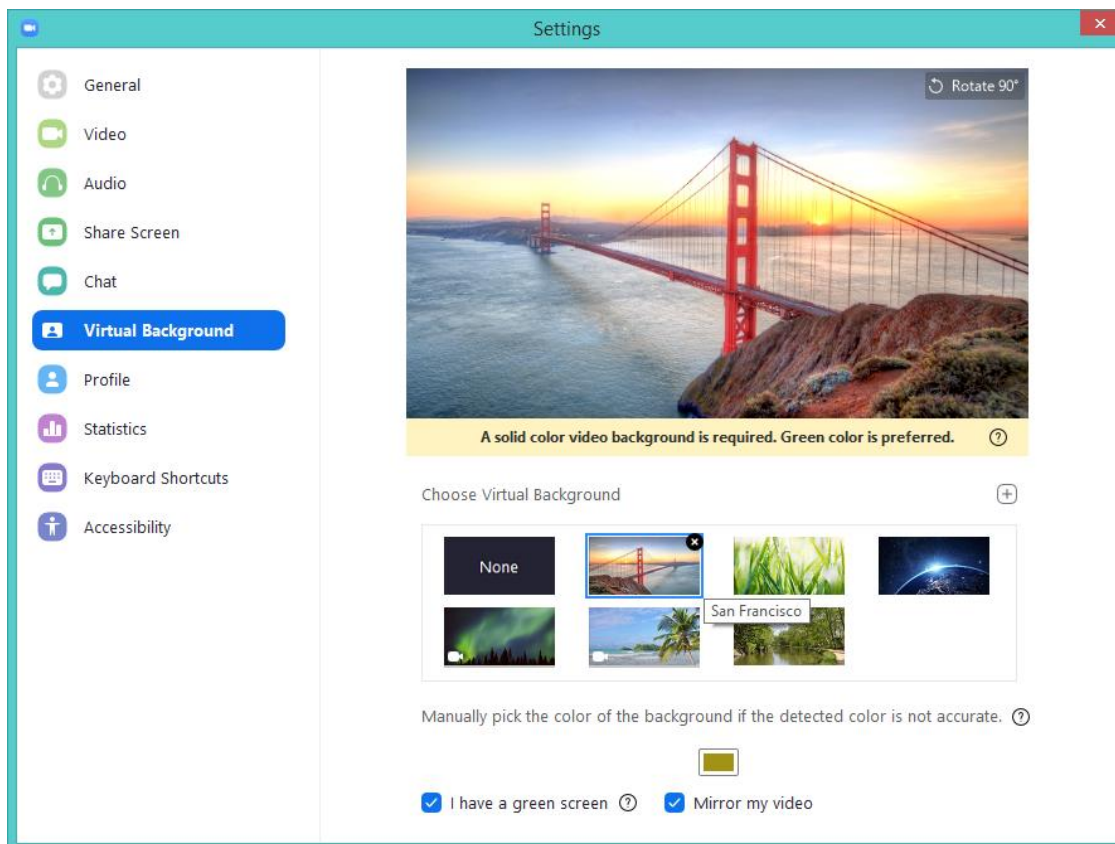 Settings
General
Video
Audio
Share Screen
Chat
Virtual Background
Profile
Statistics
Keyboard Shortcuts
Accessibility
Rotate 90°
A solid color video background is required. Green color is preferred.
Choose Virtual Background
None
San Francisco
Manually pick the color of the background if the detected color is not accurate.
I have a green screen
Mirror my video